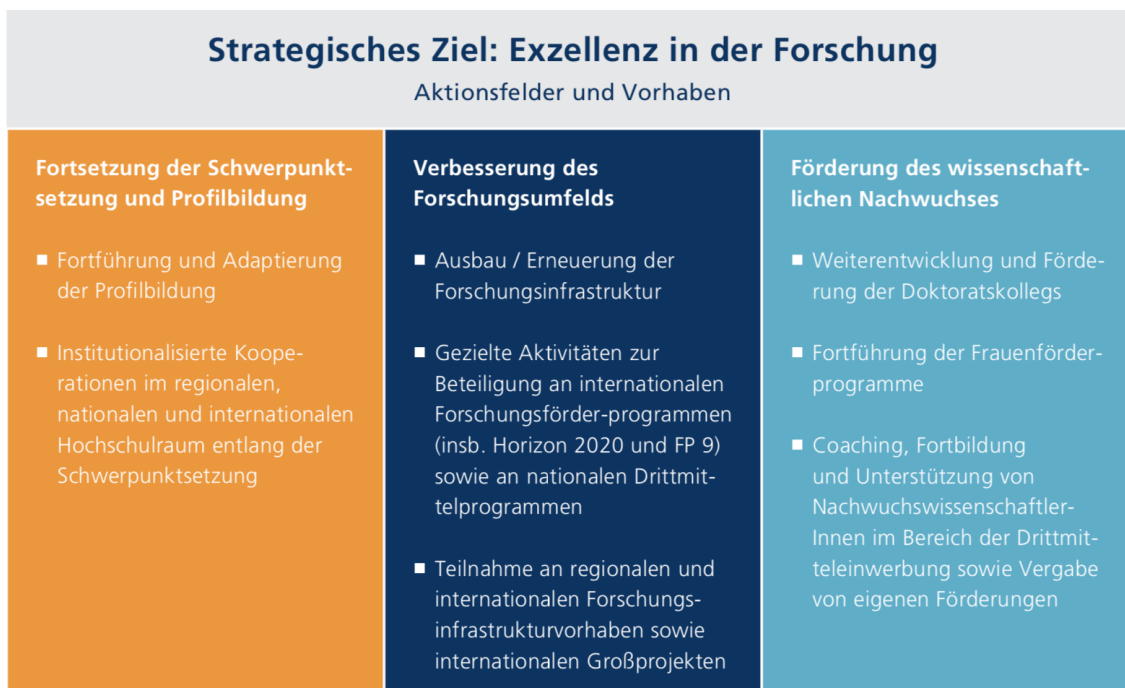 Strategisches Ziel: Exzellenz in der Forschung
Aktionsfelder und Vorhaben
Fortsetzung der Schwerpunkt-
setzung und Profilbildung
■ Fortführung und Adaptierung
der Profilbildung
■ Institutionalisierte Koope-
rationen im regionalen,
nationalen und internationalen
Hochschulraum entlang der
Schwerpunktsetzung
Verbesserung des
Forschungsumfelds
■ Ausbau / Erneuerung der
Forschungsinfrastruktur
■ Gezielte Aktivitäten zur
Beteiligung an internationalen
Forschungsförder-programmen
(insb. Horizon 2020 und FP 9)
sowie an nationalen Drittmit-
telprogrammen
■ Teilnahme an regionalen und
internationalen Forschungs-
infrastrukturvorhaben sowie
internationalen Großprojekten
Förderung des wissenschaft-
lichen Nachwuchses
■ Weiterentwicklung und Förde-
rung der Doktoratskollegs
■ Fortführung der Frauenförder-
programme
■ Coaching, Fortbildung
und Unterstützung von
NachwuchswissenschaftIer-
Innen im Bereich der Drittmit-
teleinwerbung sowie Vergabe
von eigenen Förderungen